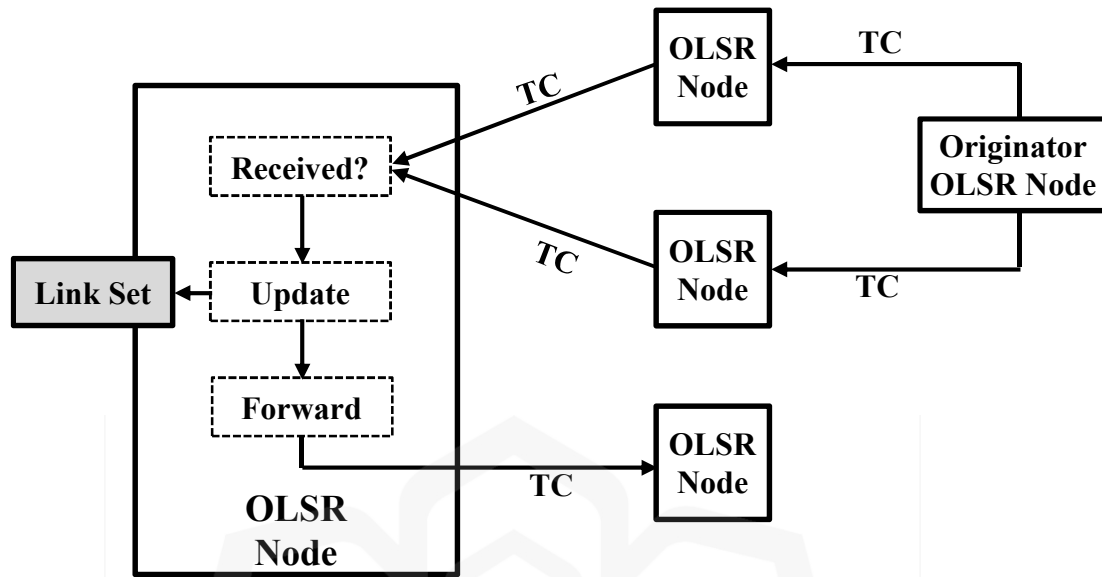 OLSR
Node
TC
TC
Originator
OLSR Node
Received?
TC
OLSR
Node
TC
Link Set
Update
Forward
OLSR
Node
TC
OLSR
Node